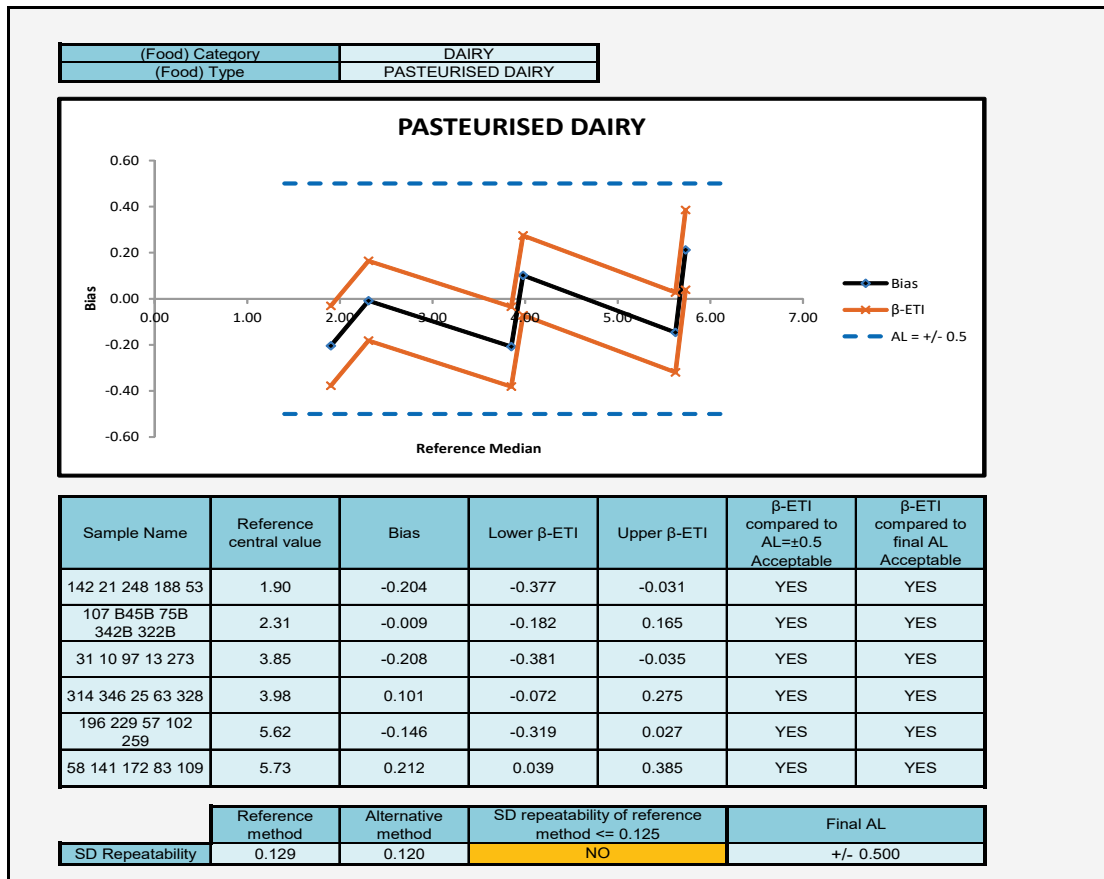 (Food) Category DAIRY
(Food) Type PASTEURISED DAIRY
PASTEURISED DAIRY
0.60
0.40
0.20
0.00
-0.20
-0.40
-0.60
Bias
0.00 1.00 2.00 3.00 4.00 5.00 6.00 7.00
Reference Median
Bias
β-ETI
AL = +/- 0.5
Sample Name Reference central value Bias Lower β-ETI Upper β-ETI β-ETI compared to AL=±0.5 Acceptable β-ETI compared to final AL Acceptable
142 21 248 188 53 1.90 -0.204 -0.377 -0.031 YES YES
107 B45B 75B 342B 322B 2.31 -0.009 -0.182 0.165 YES YES
31 10 97 13 273 3.85 -0.208 -0.381 -0.035 YES YES
314 346 25 63 328 3.98 0.101 -0.072 0.275 YES YES
196 229 57 102 259 5.62 -0.146 -0.319 0.027 YES YES
58 141 172 83 109 5.73 0.212 0.039 0.385 YES YES
Reference method Alternative method SD repeatability of reference method <= 0.125 Final AL
SD Repeatability 0.129 0.120 NO +/- 0.500